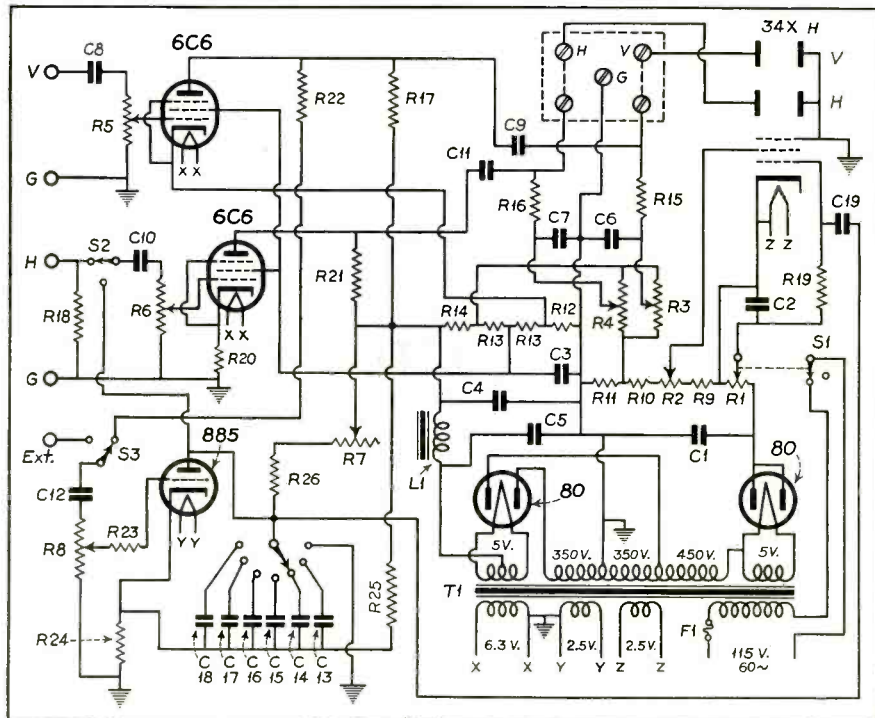 6C6
34X H
V
C8
V
R5
X X
G
R22
R17
H
V
G
H
C9
C11
6C6
R16
R15
C19
C7
C6
Z Z
H
S2
C10
R18
R6
X X
R20
R21
R14
R13
R13
R12
R4
R3
C2
R19
S1
G
C3
C4
R11
R10
R2
R9
R1
Ext.
S3
885
C5
C1
C12
L1
R7
R26
80
80
R8
R23
Y Y
5V.
350V.
350V.
450V.
5V.
R25
T1
R24
F1
6.3V.
2.5V.
2.5V.
115V.
60~
X
X
Y
Y
Z
Z
C
18
C
17
C
16
C
15
C
14
C
13